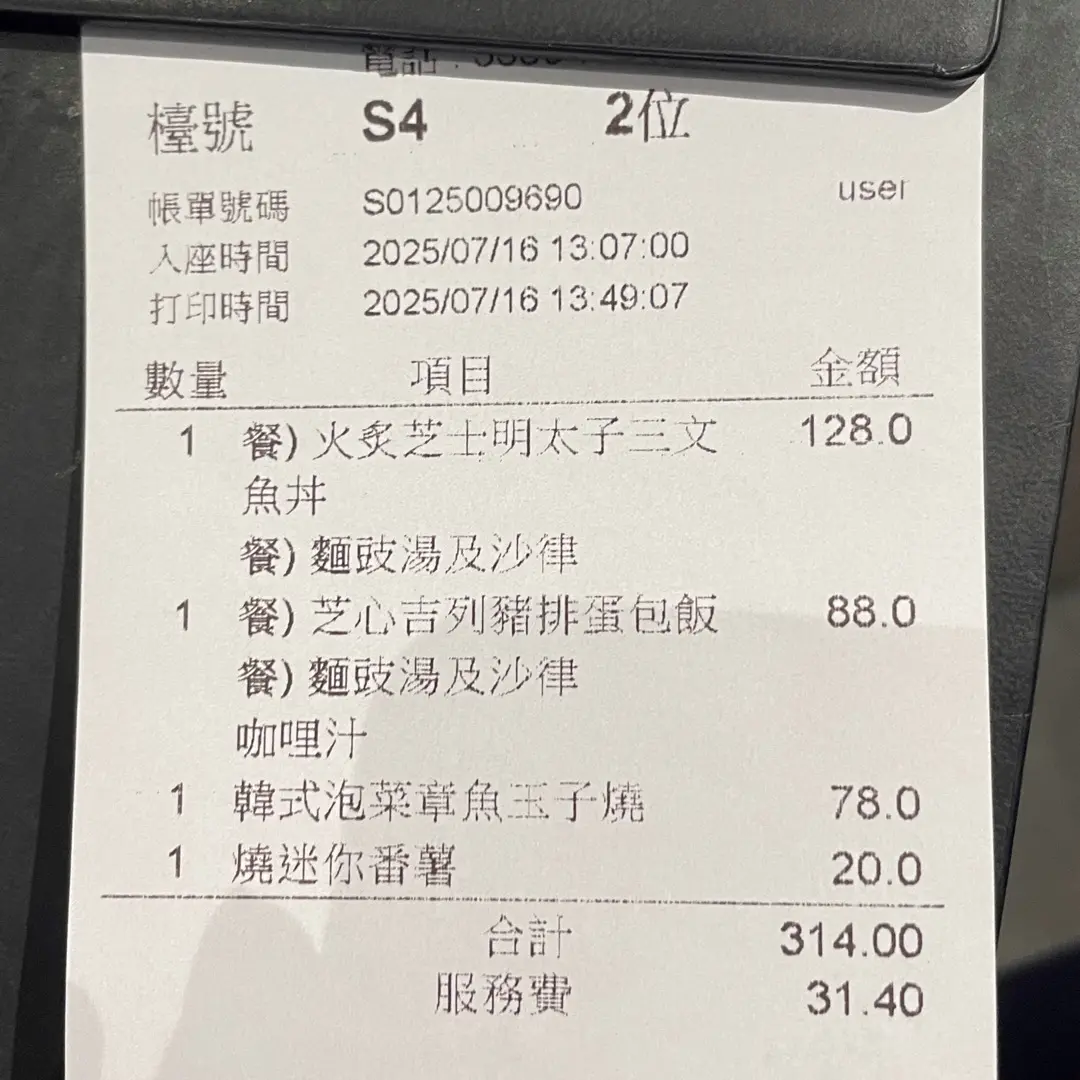 電話 :
檯號 S4 2位
帳單號碼 S0125009690 user
入座時間 2025/07/16 13:07:00
打印時間 2025/07/16 13:49:07
數量 項目 金額
1 餐) 火炙芝士明太子三文 128.0
魚丼
餐) 麵豉湯及沙律
1 餐) 芝心吉列豬排蛋包飯 88.0
餐) 麵豉湯及沙律
咖哩汁
1 韓式泡菜章魚玉子燒 78.0
1 燒迷你番薯 20.0
合計 314.00
服務費 31.40